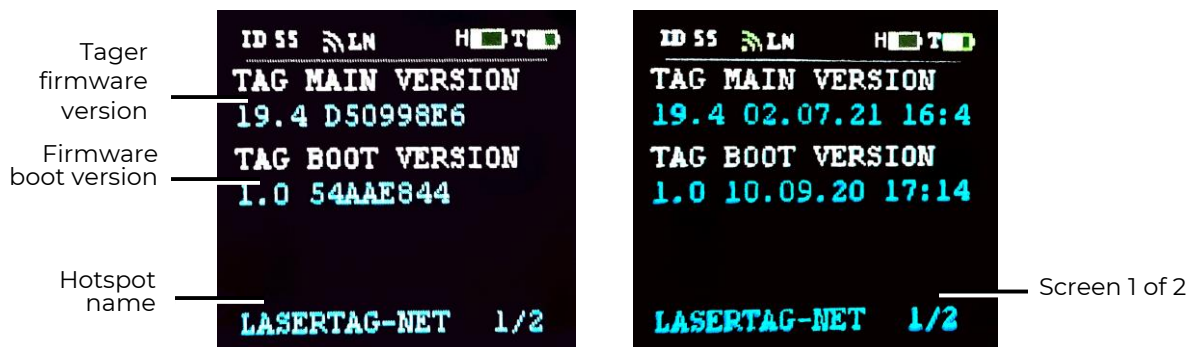 Tager
firmware
version
Firmware
boot version
Hotspot
name
ID 55 LN H T
TAG MAIN VERSION
19.4 D50998E6
TAG BOOT VERSION
1.0 54AAE844
LASERTAG-NET 1/2
ID 55 LN H T
TAG MAIN VERSION
19.4 02.07.21 16:4
TAG BOOT VERSION
1.0 10.09.20 17:14
LASERTAG-NET 1/2
Screen 1 of 2